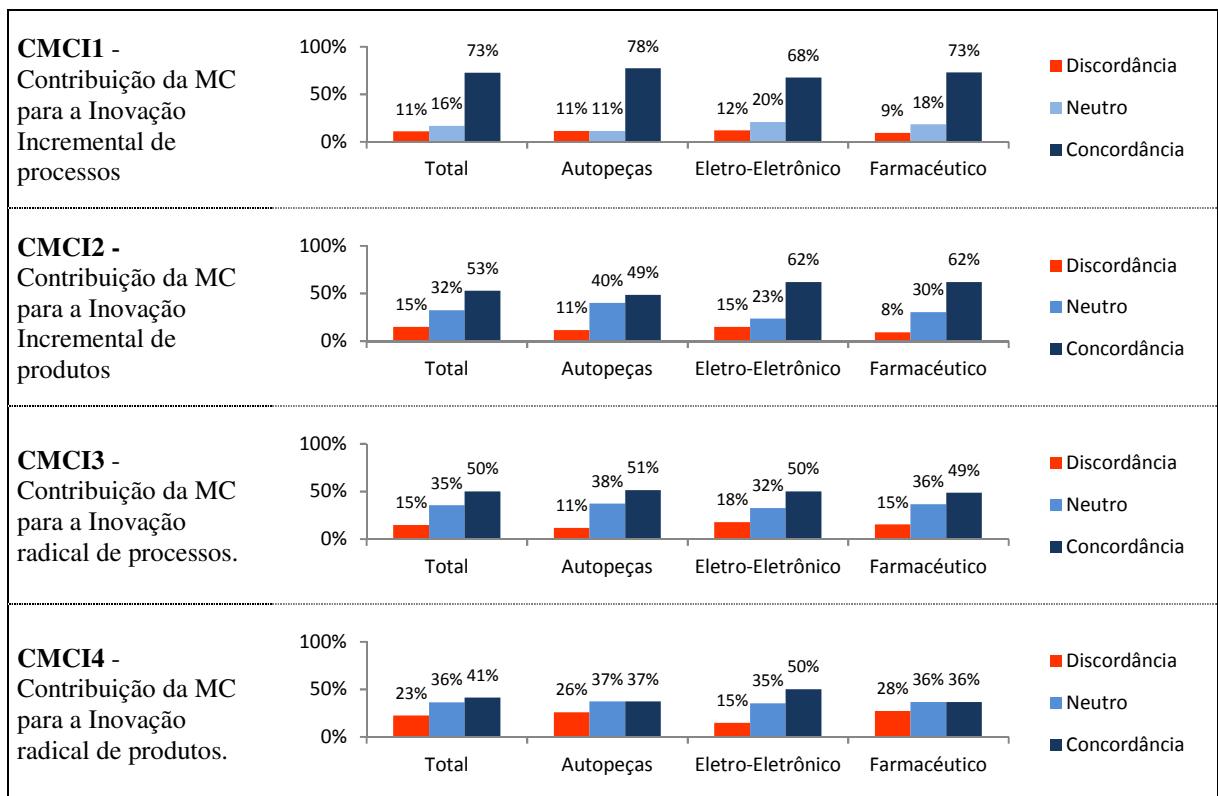 CMCI1 -
Contribuição da MC
para a Inovação
Incremental de
processos
100%
50%
0%
11% 16% 73%
11% 11% 78%
12% 20% 68%
9% 18% 73%
Total Autopeças Eletro-Eletrônico Farmacéutico
Discordância
Neutro
Concordância
CMCI2 -
Contribuição da MC
para a Inovação
Incremental de
produtos
100%
50%
0%
15% 32% 53%
11% 40% 49%
15% 23% 62%
8% 30% 62%
Total Autopeças Eletro-Eletrônico Farmacéutico
Discordância
Neutro
Concordância
CMCI3 -
Contribuição da MC
para a Inovação
radical de processos.
100%
50%
0%
15% 35% 50%
11% 38% 51%
18% 32% 50%
15% 36% 49%
Total Autopeças Eletro-Eletrônico Farmacéutico
Discordância
Neutro
Concordância
CMCI4 -
Contribuição da MC
para a Inovação
radical de produtos.
100%
50%
0%
23% 36% 41%
26% 37% 37%
15% 35% 50%
28% 36% 36%
Total Autopeças Eletro-Eletrônico Farmacéutico
Discordância
Neutro
Concordância